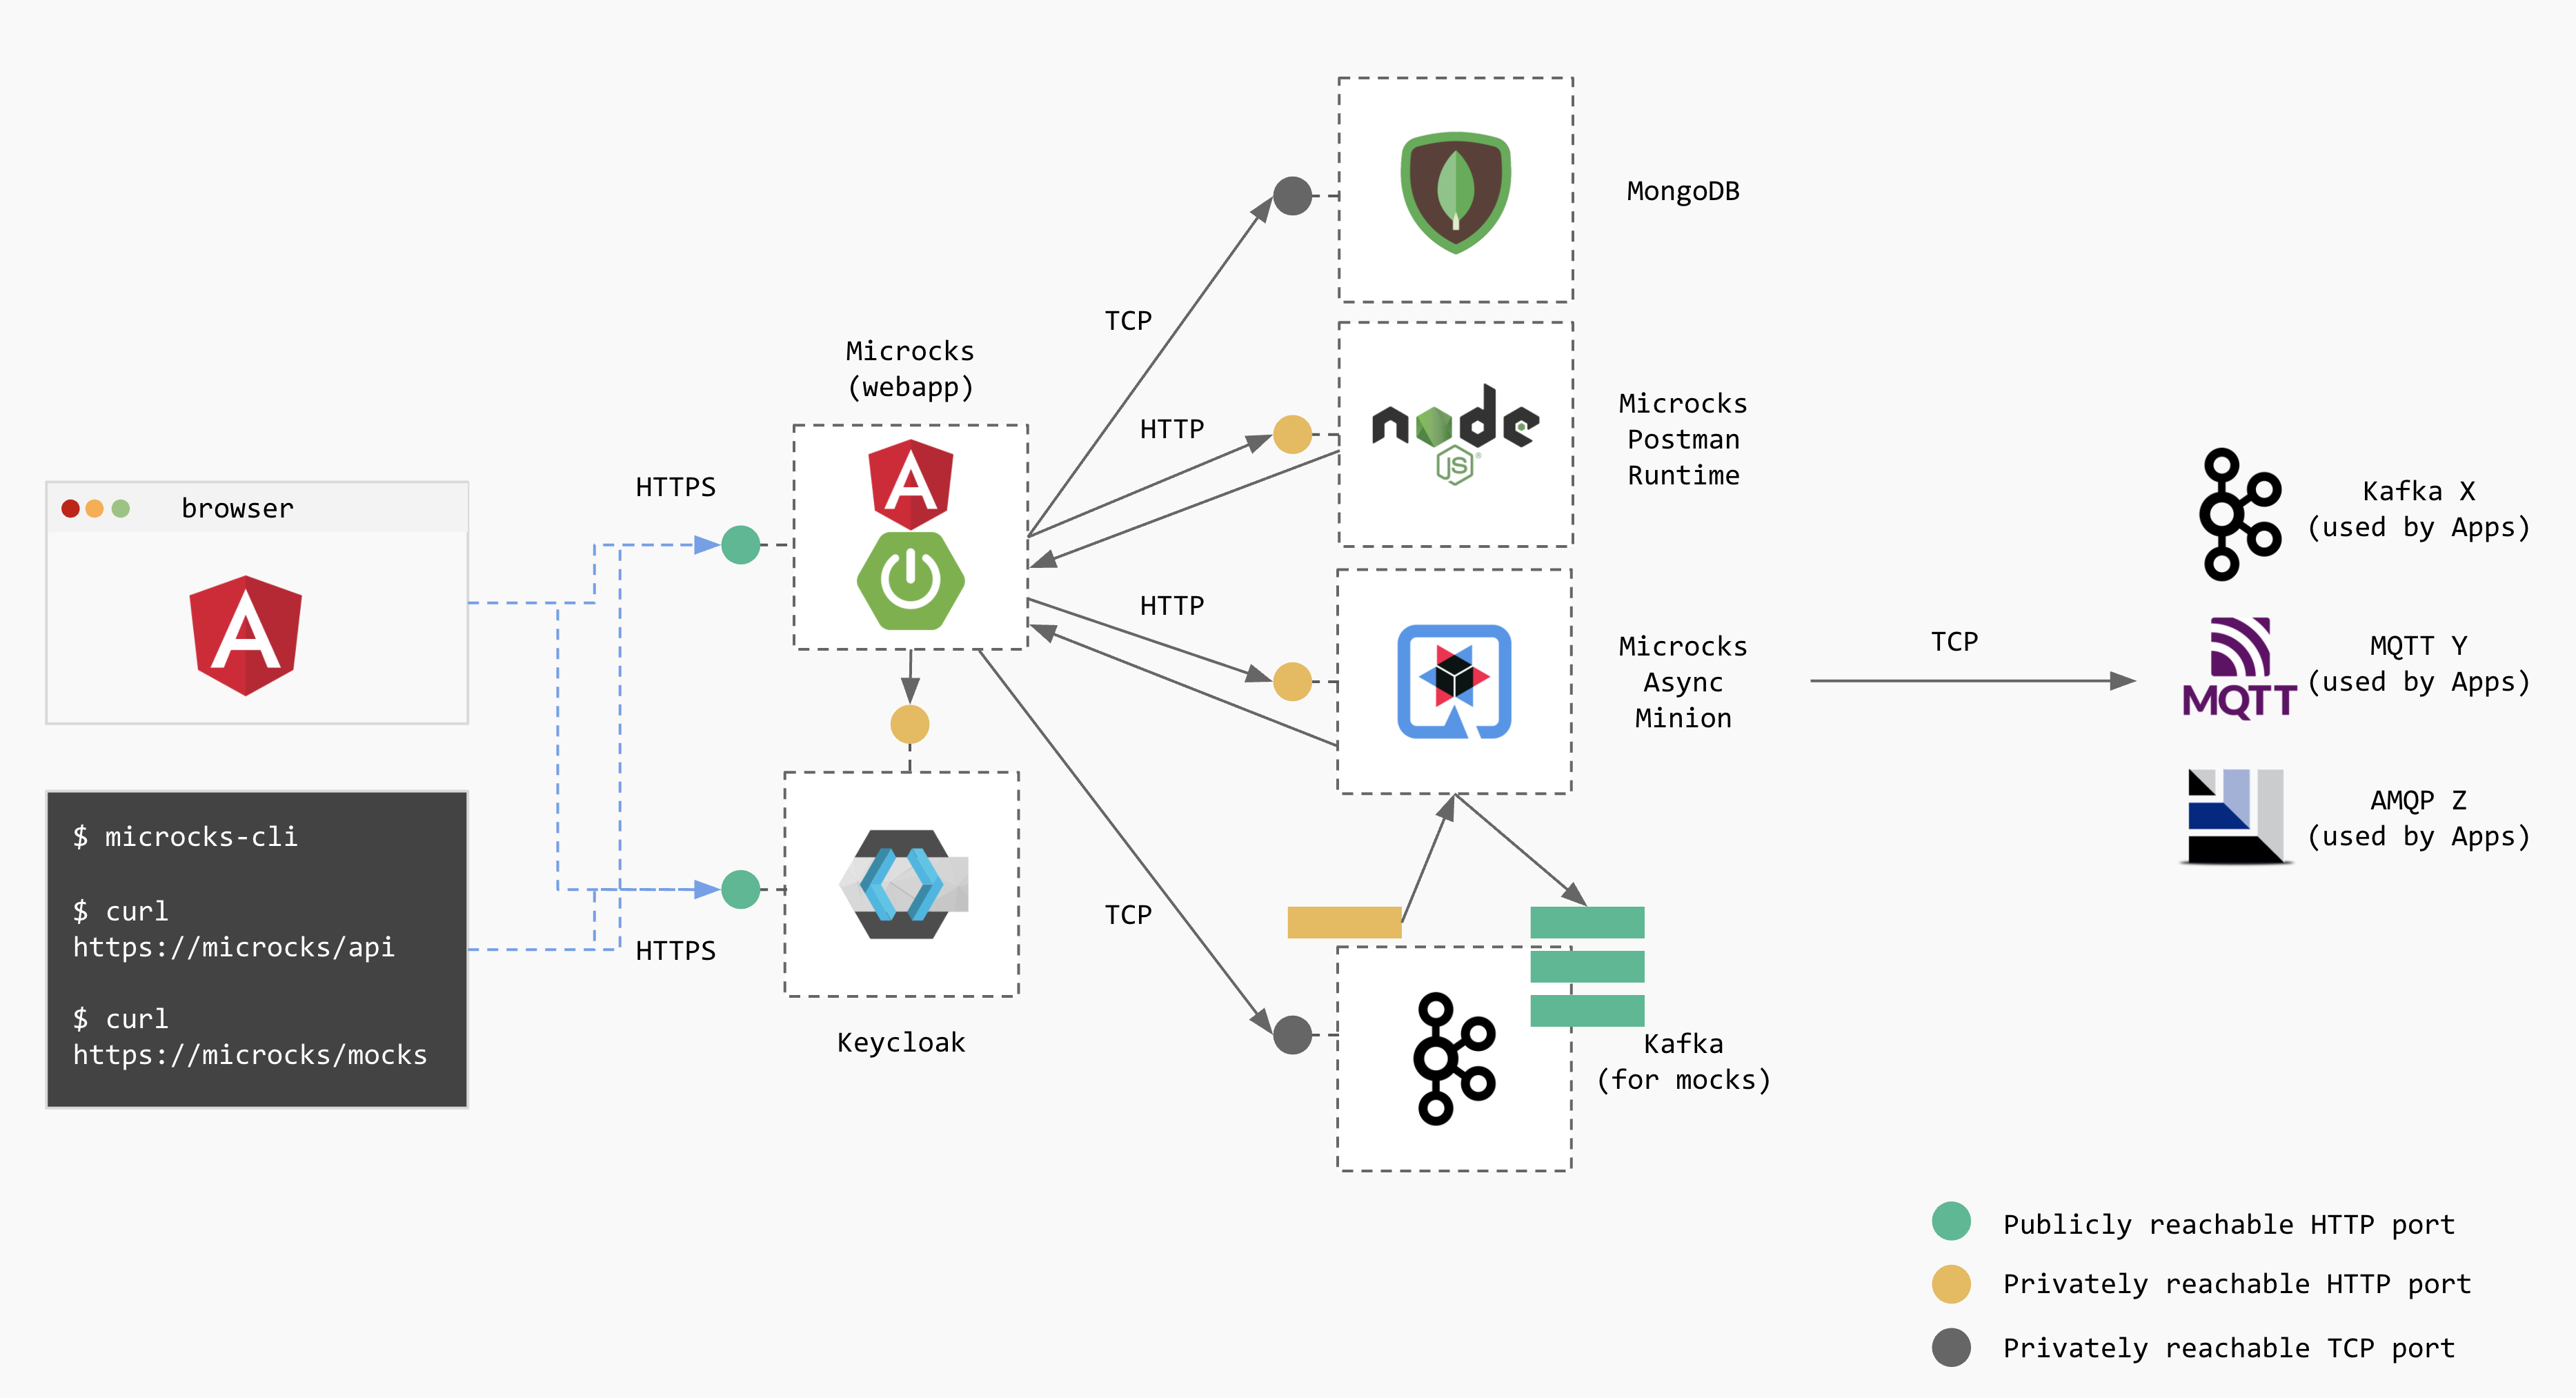 MongoDB
TCP
Microcks
(webapp)
HTTP
node
JS
Microcks
Postman
Runtime
HTTPS
browser
Kafka X
(used by Apps)
HTTP
Microcks
Async
Minion
TCP
MQTT
MQTT Y
(used by Apps)
AMQP Z
(used by Apps)
$ microcks-cli
$ curl
https://microcks/api
$ curl
https://microcks/mocks
HTTPS
Keycloak
TCP
Kafka
(for mocks)
Publicly reachable HTTP port
Privately reachable HTTP port
Privately reachable TCP port